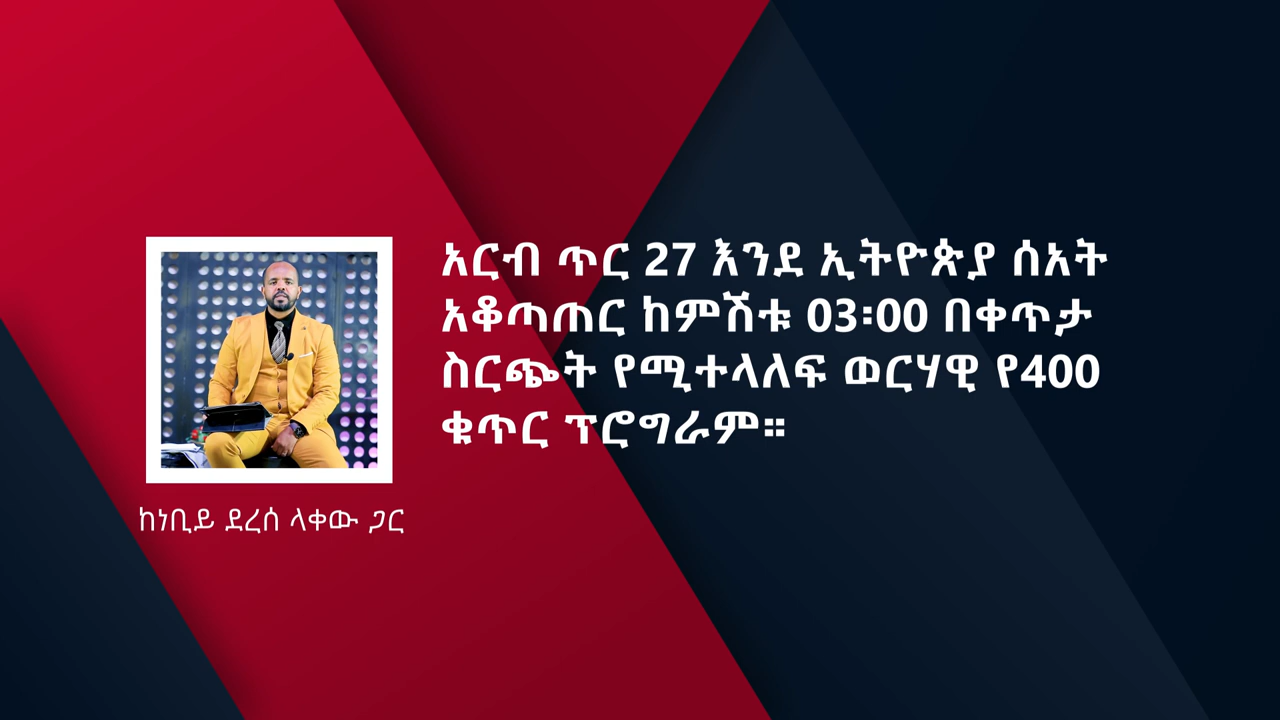 አርብ ጥር 27 እንደ ኢትዮጵያ ሰአት
አቆጣጠር ከምሽቱ 03፡00 በቀጥታ
ስርጭት የሚተላለፍ ወርሃዊ የ400
ቁጥር ፕሮግራም።
ከነቢይ ደረሰ ላቀው ጋር